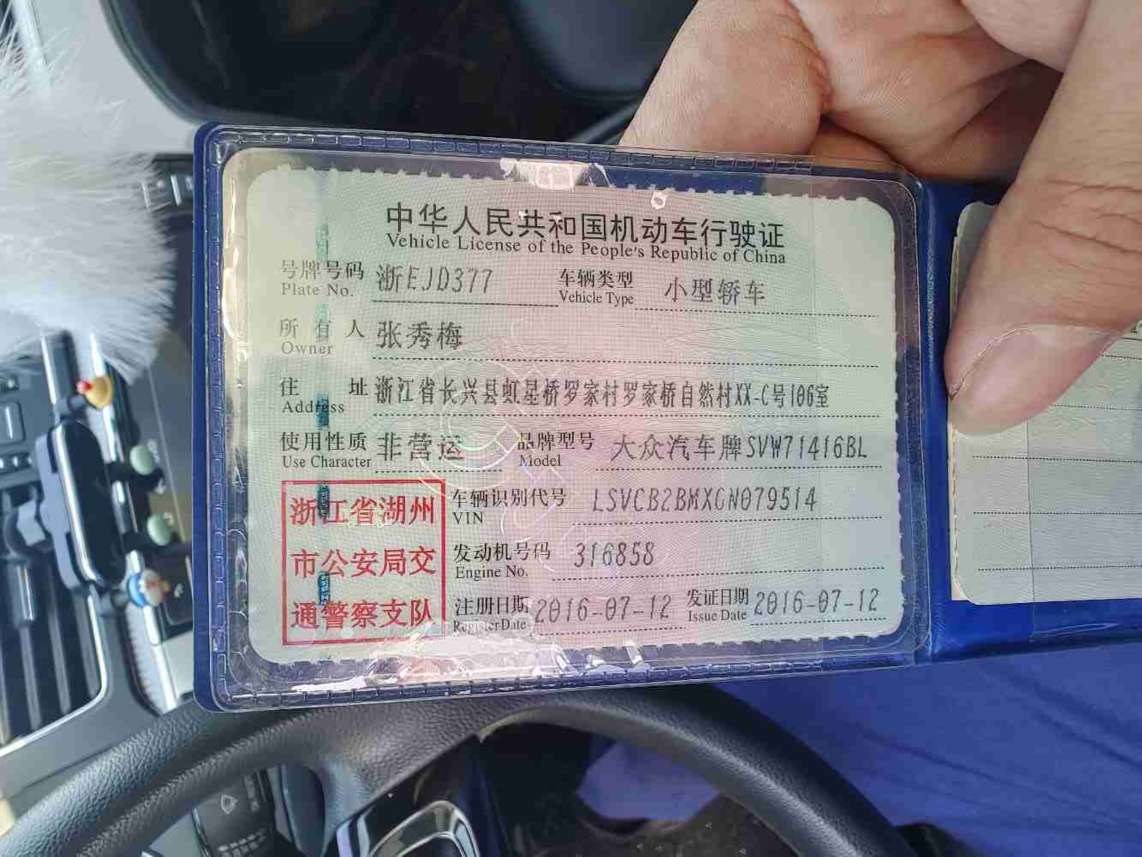 中华人民共和国机动车行驶证
Vehicle License of the People's Republic of China
号牌号码 浙EJD377 车辆类型 小型轿车
Plate No. Vehicle Type
所有人 张秀梅
Owner
住址 浙江省长兴县虹星桥罗家村罗家桥自然村XX-C号106室
Address
使用性质 非营运 品牌型号 大众汽车牌SVW71416BL
Use Character Model
车辆识别代号 LSVCB2BMXGN079514
VIN
发动机号码 316858
Engine No.
注册日期 2016-07-12 发证日期 2016-07-12
Register Date Issue Date
浙江省湖州
市公安局交
通警察支队